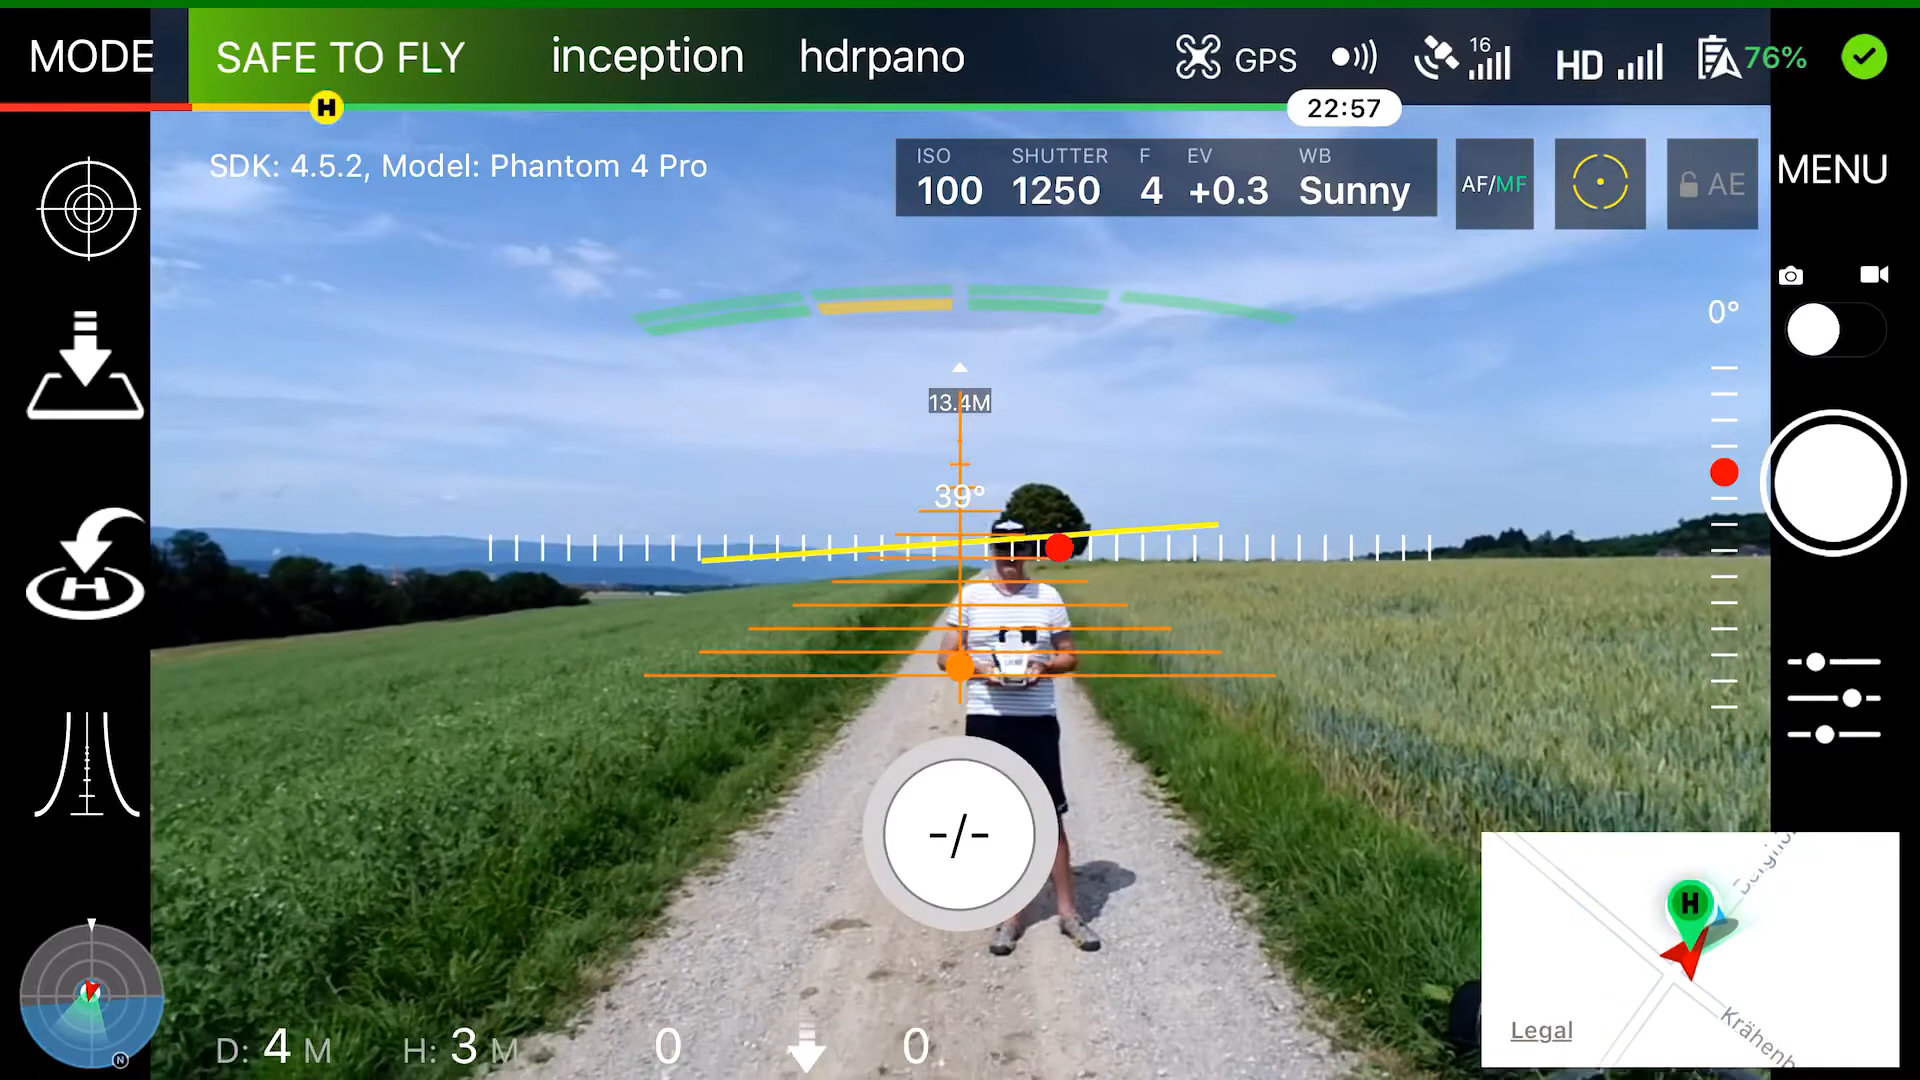 MODE
SAFE TO FLY
inception
hdrpano
GPS
16
HD
76%
H
22:57
SDK: 4.5.2, Model: Phantom 4 Pro
ISO SHUTTER F EV WB
100 1250 4 +0.3 Sunny
AF/MF
AE
MENU
0°
13.4M
39°
H
-/-
H
N
D: 4 M H: 3 M 0 0
Legal